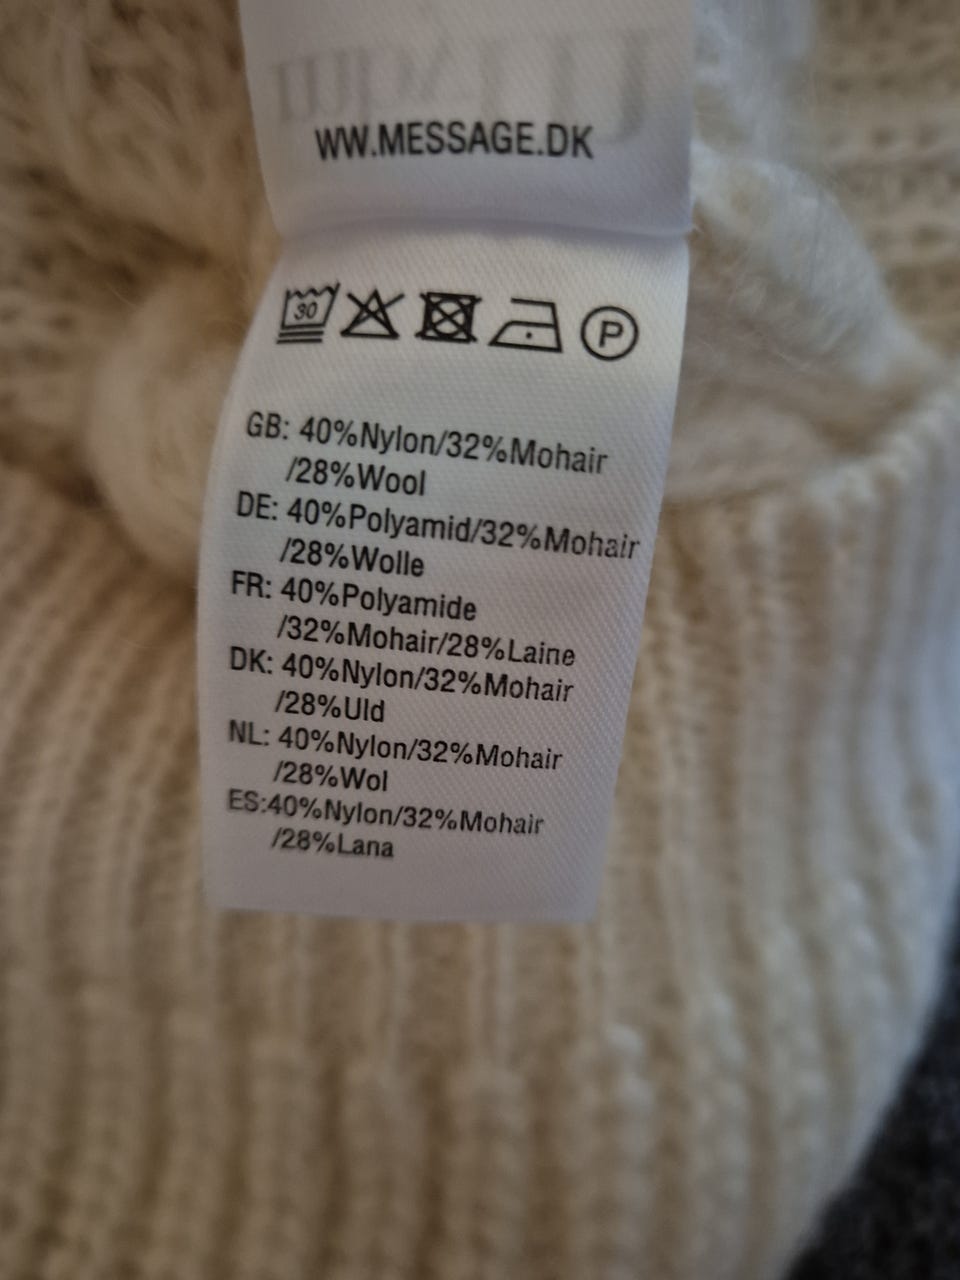 WW.MESSAGE.DK
30
P
GB: 40%Nylon/32%Mohair
/28%Wool
DE: 40%Polyamid/32%Mohair
/28%Wolle
FR: 40%Polyamide
/32%Mohair/28%Laine
DK: 40%Nylon/32%Mohair
/28%Uld
NL: 40%Nylon/32%Mohair
/28%Wol
ES:40%Nylon/32%Mohair
/28%Lana